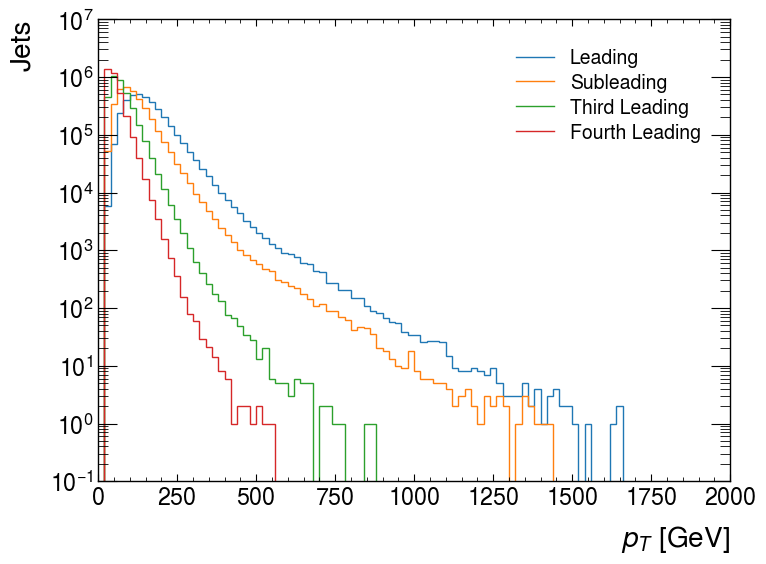 Jets
10^7
10^6
10^5
10^4
10^3
10^2
10^1
10^0
10^−1
Leading
Subleading
Third Leading
Fourth Leading
0 250 500 750 1000 1250 1500 1750 2000
p_T [GeV]